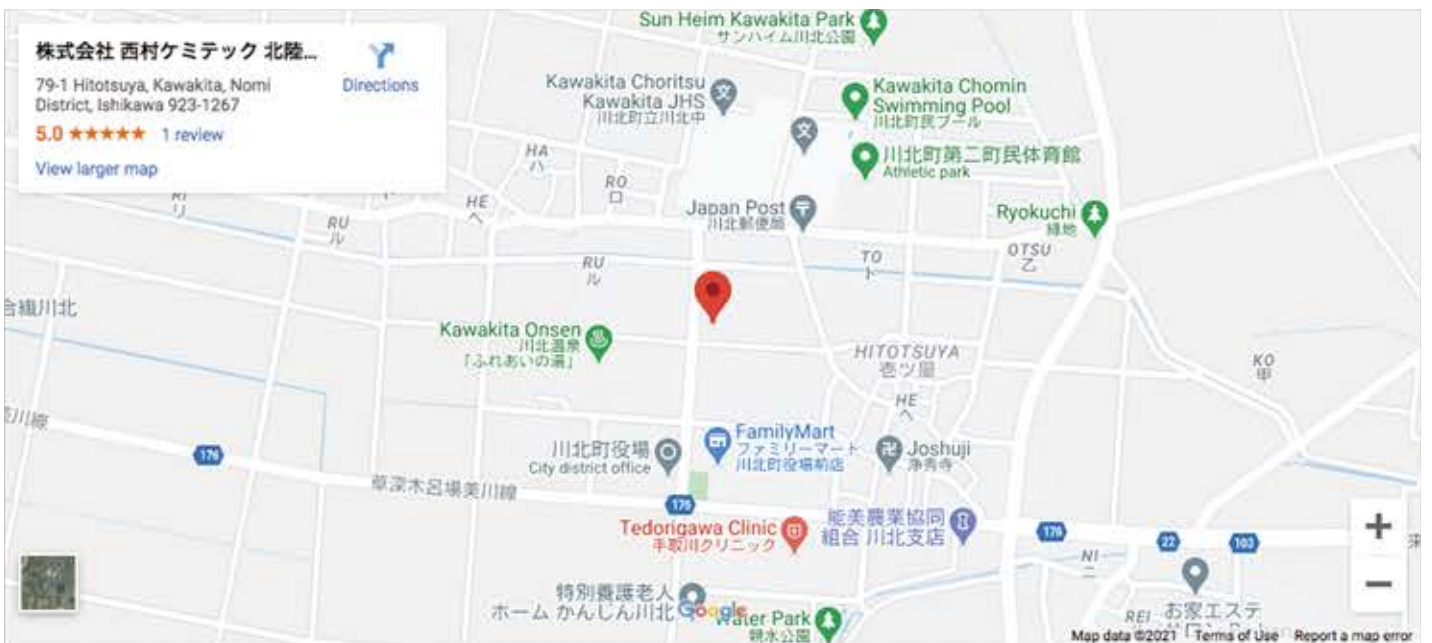 株式会社 西村ケミテック 北陸...
79-1 Hitotsuya, Kawakita, Nomi
District, Ishikawa 923-1267
5.0 ★★★★★ 1 review
View larger map
Directions
Sun Heim Kawakita Park
サンハイム川北公園
Kawakita Choritsu
Kawakita JHS
川北町立川北中
Kawakita Chomin
Swimming Pool
川北町民プール
川北町第二町民体育館
Athletic park
HA
ハ
RO
ロ
HE
ヘ
RI
リ
RU
ル
Japan Post
川北郵便局
Ryokuchi
緑地
OTSU
乙
TO
ト
RU
ル
合繊川北
Kawakita Onsen
川北温泉
「ふれあいの湯」
HITOTSUYA
壱ツ屋
KO
甲
HE
ヘ
川線
176
川北町役場
City district office
FamilyMart
ファミリーマート
川北町役場前店
Joshuji
浄秀寺
草深木呂場美川線
176
Tedorigawa Clinic
手取川クリニック
能美農業協同
組合 川北支店
176
22
103
来
NI
ニ
特別養護老人
ホーム かんじん川北
Google
Water Park
親水公園
REI
お家エステ
+
−
Map data ©2021
Terms of Use
Report a map error